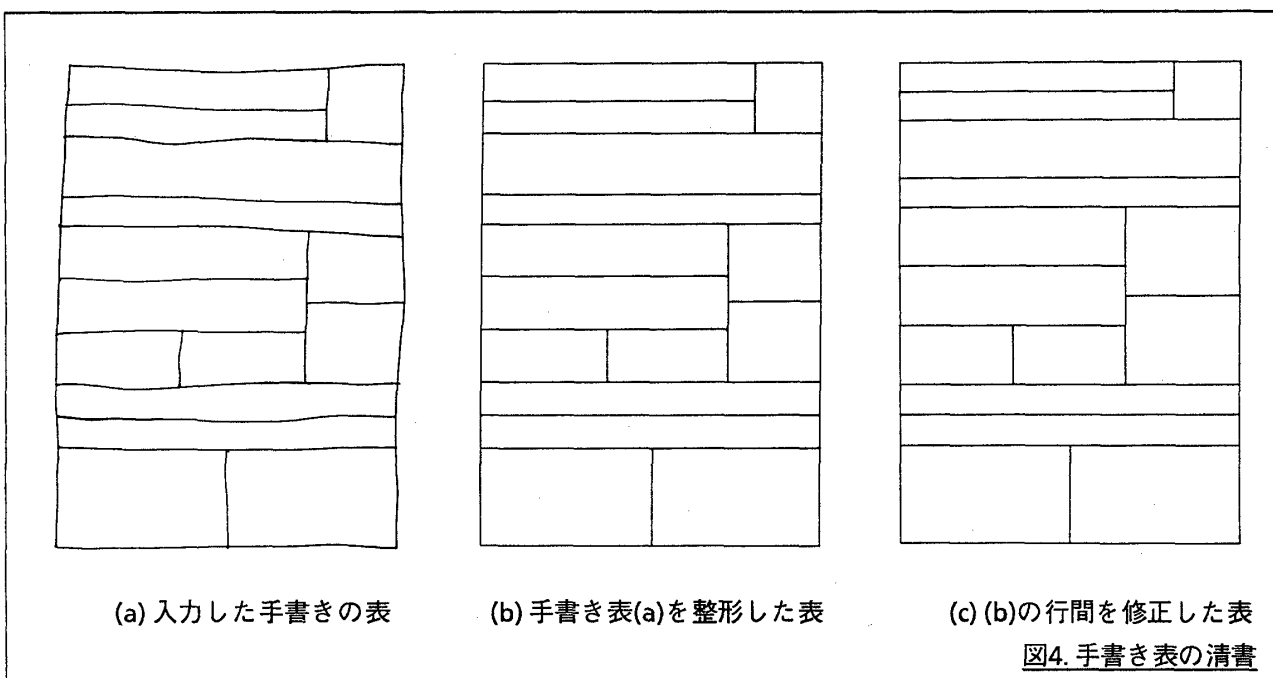 (a) 入力した手書きの表
(b) 手書き表(a)を整形した表
(c) (b)の行間を修正した表
図4. 手書き表の清書